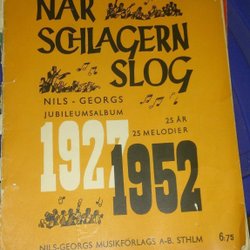 NÄR
SCHLAGERN
SLOG
NILS-GEORGS
JUBILEUMSALBUM
25 ÅR
25 MELODIER
1927
1952
NILS-GEORGS MUSIKFÖRLAGS A-B. STHLM
6.75